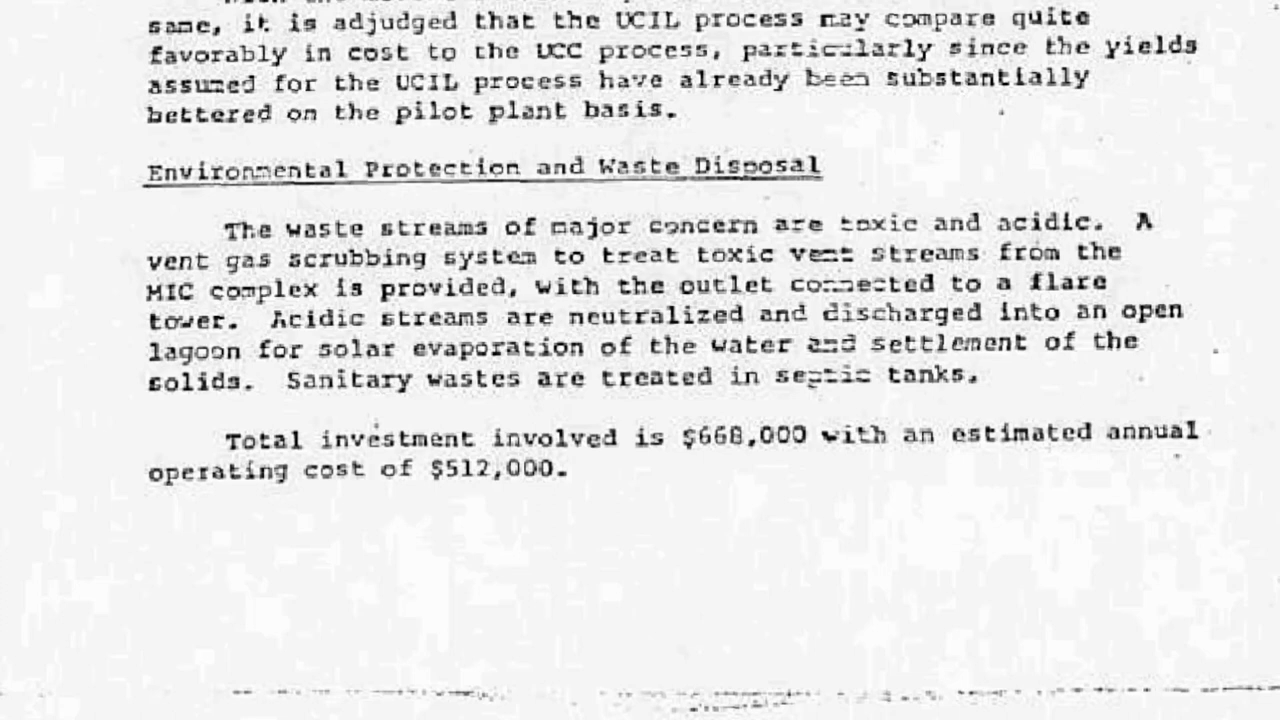 same, it is adjudged that the UCIL process may compare quite
favorably in cost to the UCC process, particularly since the yields
assumed for the UCIL process have already been substantially
bettered on the pilot plant basis.
Environmental Protection and Waste Disposal
The waste streams of major concern are toxic and acidic. A
vent gas scrubbing system to treat toxic vent streams from the
MIC complex is provided, with the outlet connected to a flare
tower. Acidic streams are neutralized and discharged into an open
lagoon for solar evaporation of the water and settlement of the
solids. Sanitary wastes are treated in septic tanks.
Total investment involved is $668,000 with an estimated annual
operating cost of $512,000.